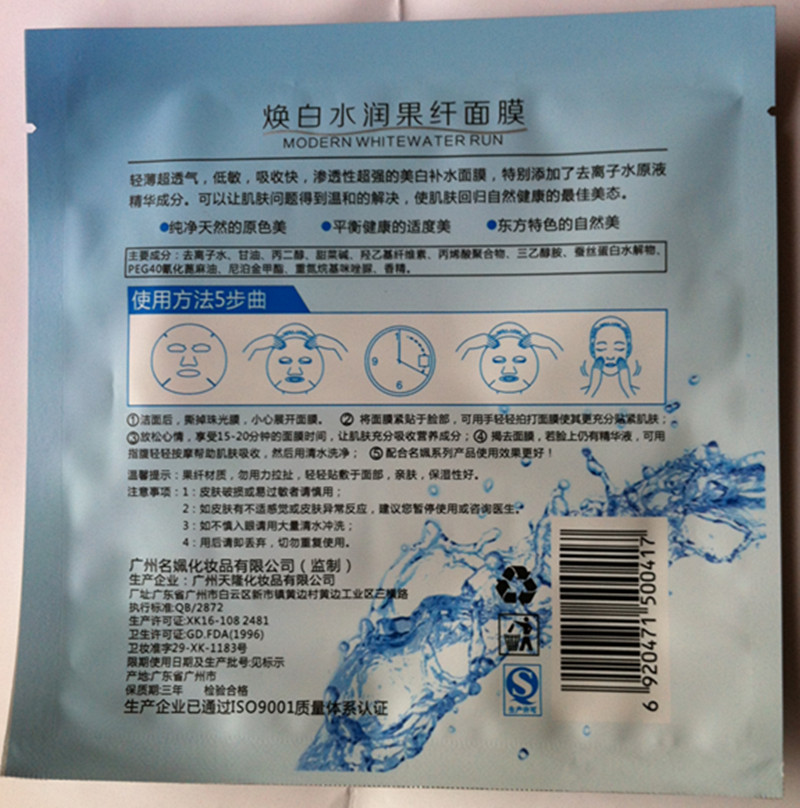 焕白水润果纤面膜
MODERN WHITEWATER RUN
轻薄超透气，低敏，吸收快，渗透性超强的美白补水面膜，特别添加了去离子水原液
精华成分。可以让肌肤问题得到温和的解决，使肌肤回归自然健康的最佳美态。
●纯净天然的原色美 ●平衡健康的适度美 ●东方特色的自然美
主要成分：去离子水、甘油、丙二醇、甜菜碱、羟乙基纤维素、丙烯酸聚合物、三乙醇胺、蚕丝蛋白水解物、
PEG40氰化蓖麻油、尼泊金甲酯、重氮烷基咪唑脲、香精。
使用方法5步曲
9 6
①洁面后，撕掉珠光膜，小心展开面膜。 ② 将面膜紧贴于脸部，可用手轻轻拍打面膜使其更充分贴紧肌肤；
③放松心情，享受15-20分钟的面膜时间，让肌肤充分吸收营养成分；④ 揭去面膜，若脸上仍有精华液，可用
指腹轻轻按摩帮助肌肤吸收，然后用清水洗净； ⑤ 配合名姵系列产品使用效果更好！
温馨提示：果纤材质，勿用力拉扯，轻轻贴敷于面部，亲肤，保湿性好。
注意事项：1：皮肤破损或易过敏者请慎用；
2：如皮肤有不适感觉或皮肤异常反应，建议您暂停使用或咨询医生。
3：如不慎入眼请用大量清水冲洗；
4：用后请即丢弃，切勿重复使用。
广州名姵化妆品有限公司（监制）
生产企业：广州天隆化妆品有限公司
厂址:广东省广州市白云区新市镇黄边村黄边工业区三横路
执行标准:QB/2872
生产许可证:XK16-108 2481
卫生许可证:GD.FDA(1996)
卫妆准字29-XK-1183号
限期使用日期及生产批号:见标示
产地:广东省广州市
保质期:三年 检验合格
生产企业已通过ISO9001质量体系认证
生产许可
6 920471 500417